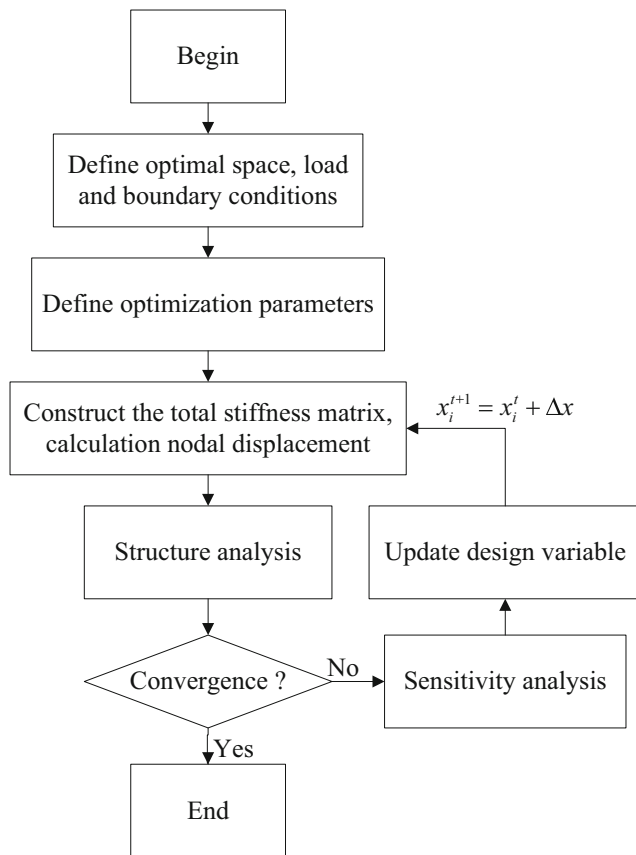 Begin
Define optimal space, load
and boundary conditions
Define optimization parameters
Construct the total stiffness matrix,
calculation nodal displacement
$x_i^{t+1} = x_i^t + \Delta x$
Structure analysis
Update design variable
Convergence ?
No
Sensitivity analysis
Yes
End